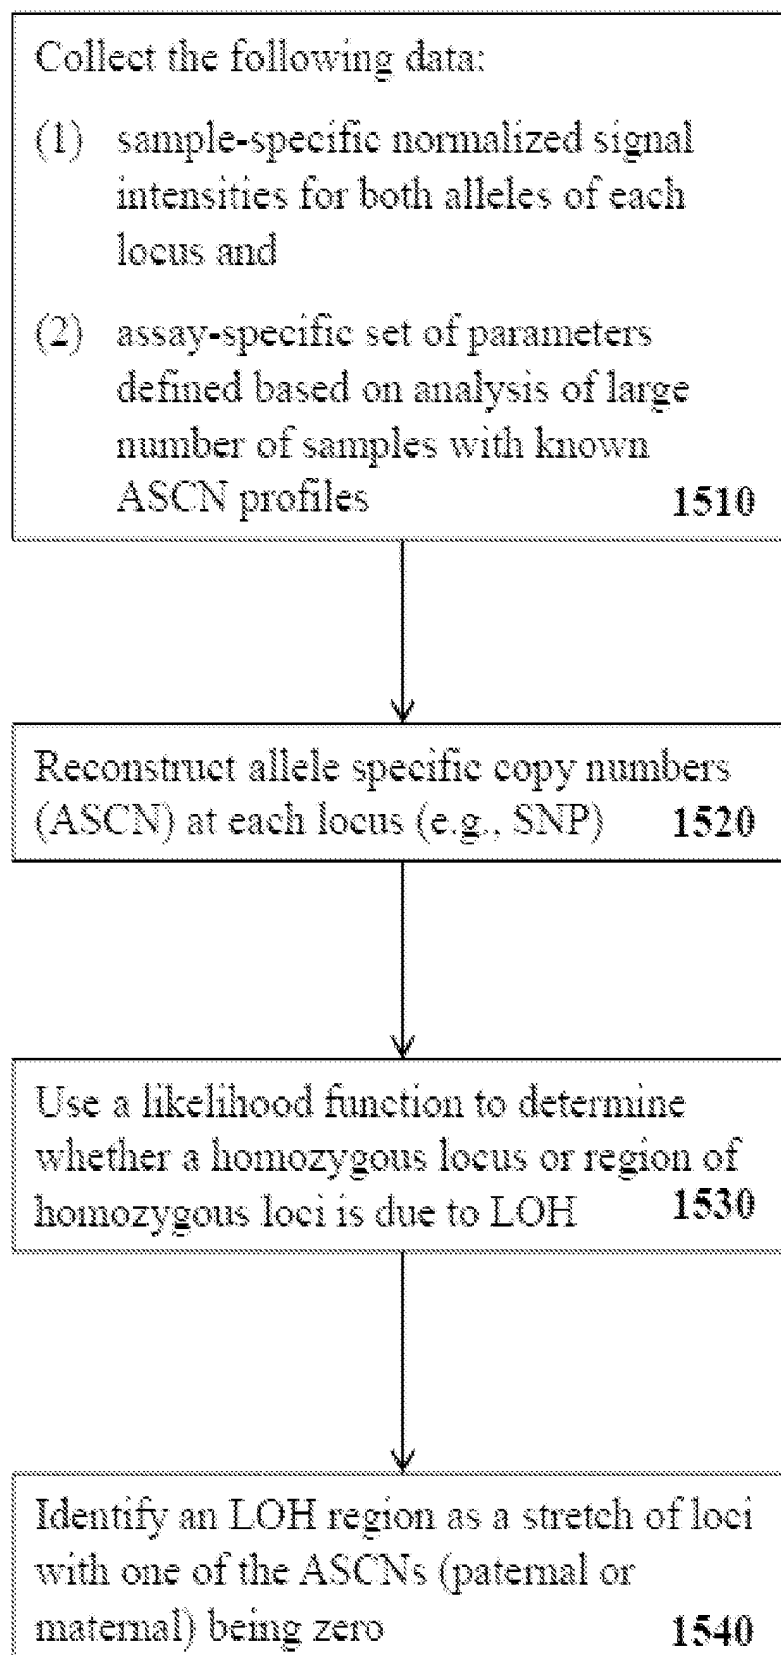 Collect the following data:
(1) sample-specific normalized signal
intensities for both alleles of each
locus and
(2) assay-specific set of parameters
defined based on analysis of large
number of samples with known
ASCN profiles 1510
Reconstruct allele specific copy numbers
(ASCN) at each locus (e.g., SNP) 1520
Use a likelihood function to determine
whether a homozygous locus or region of
homozygous loci is due to LOH 1530
Identify an LOH region as a stretch of loci
with one of the ASCNs (paternal or
maternal) being zero 1540